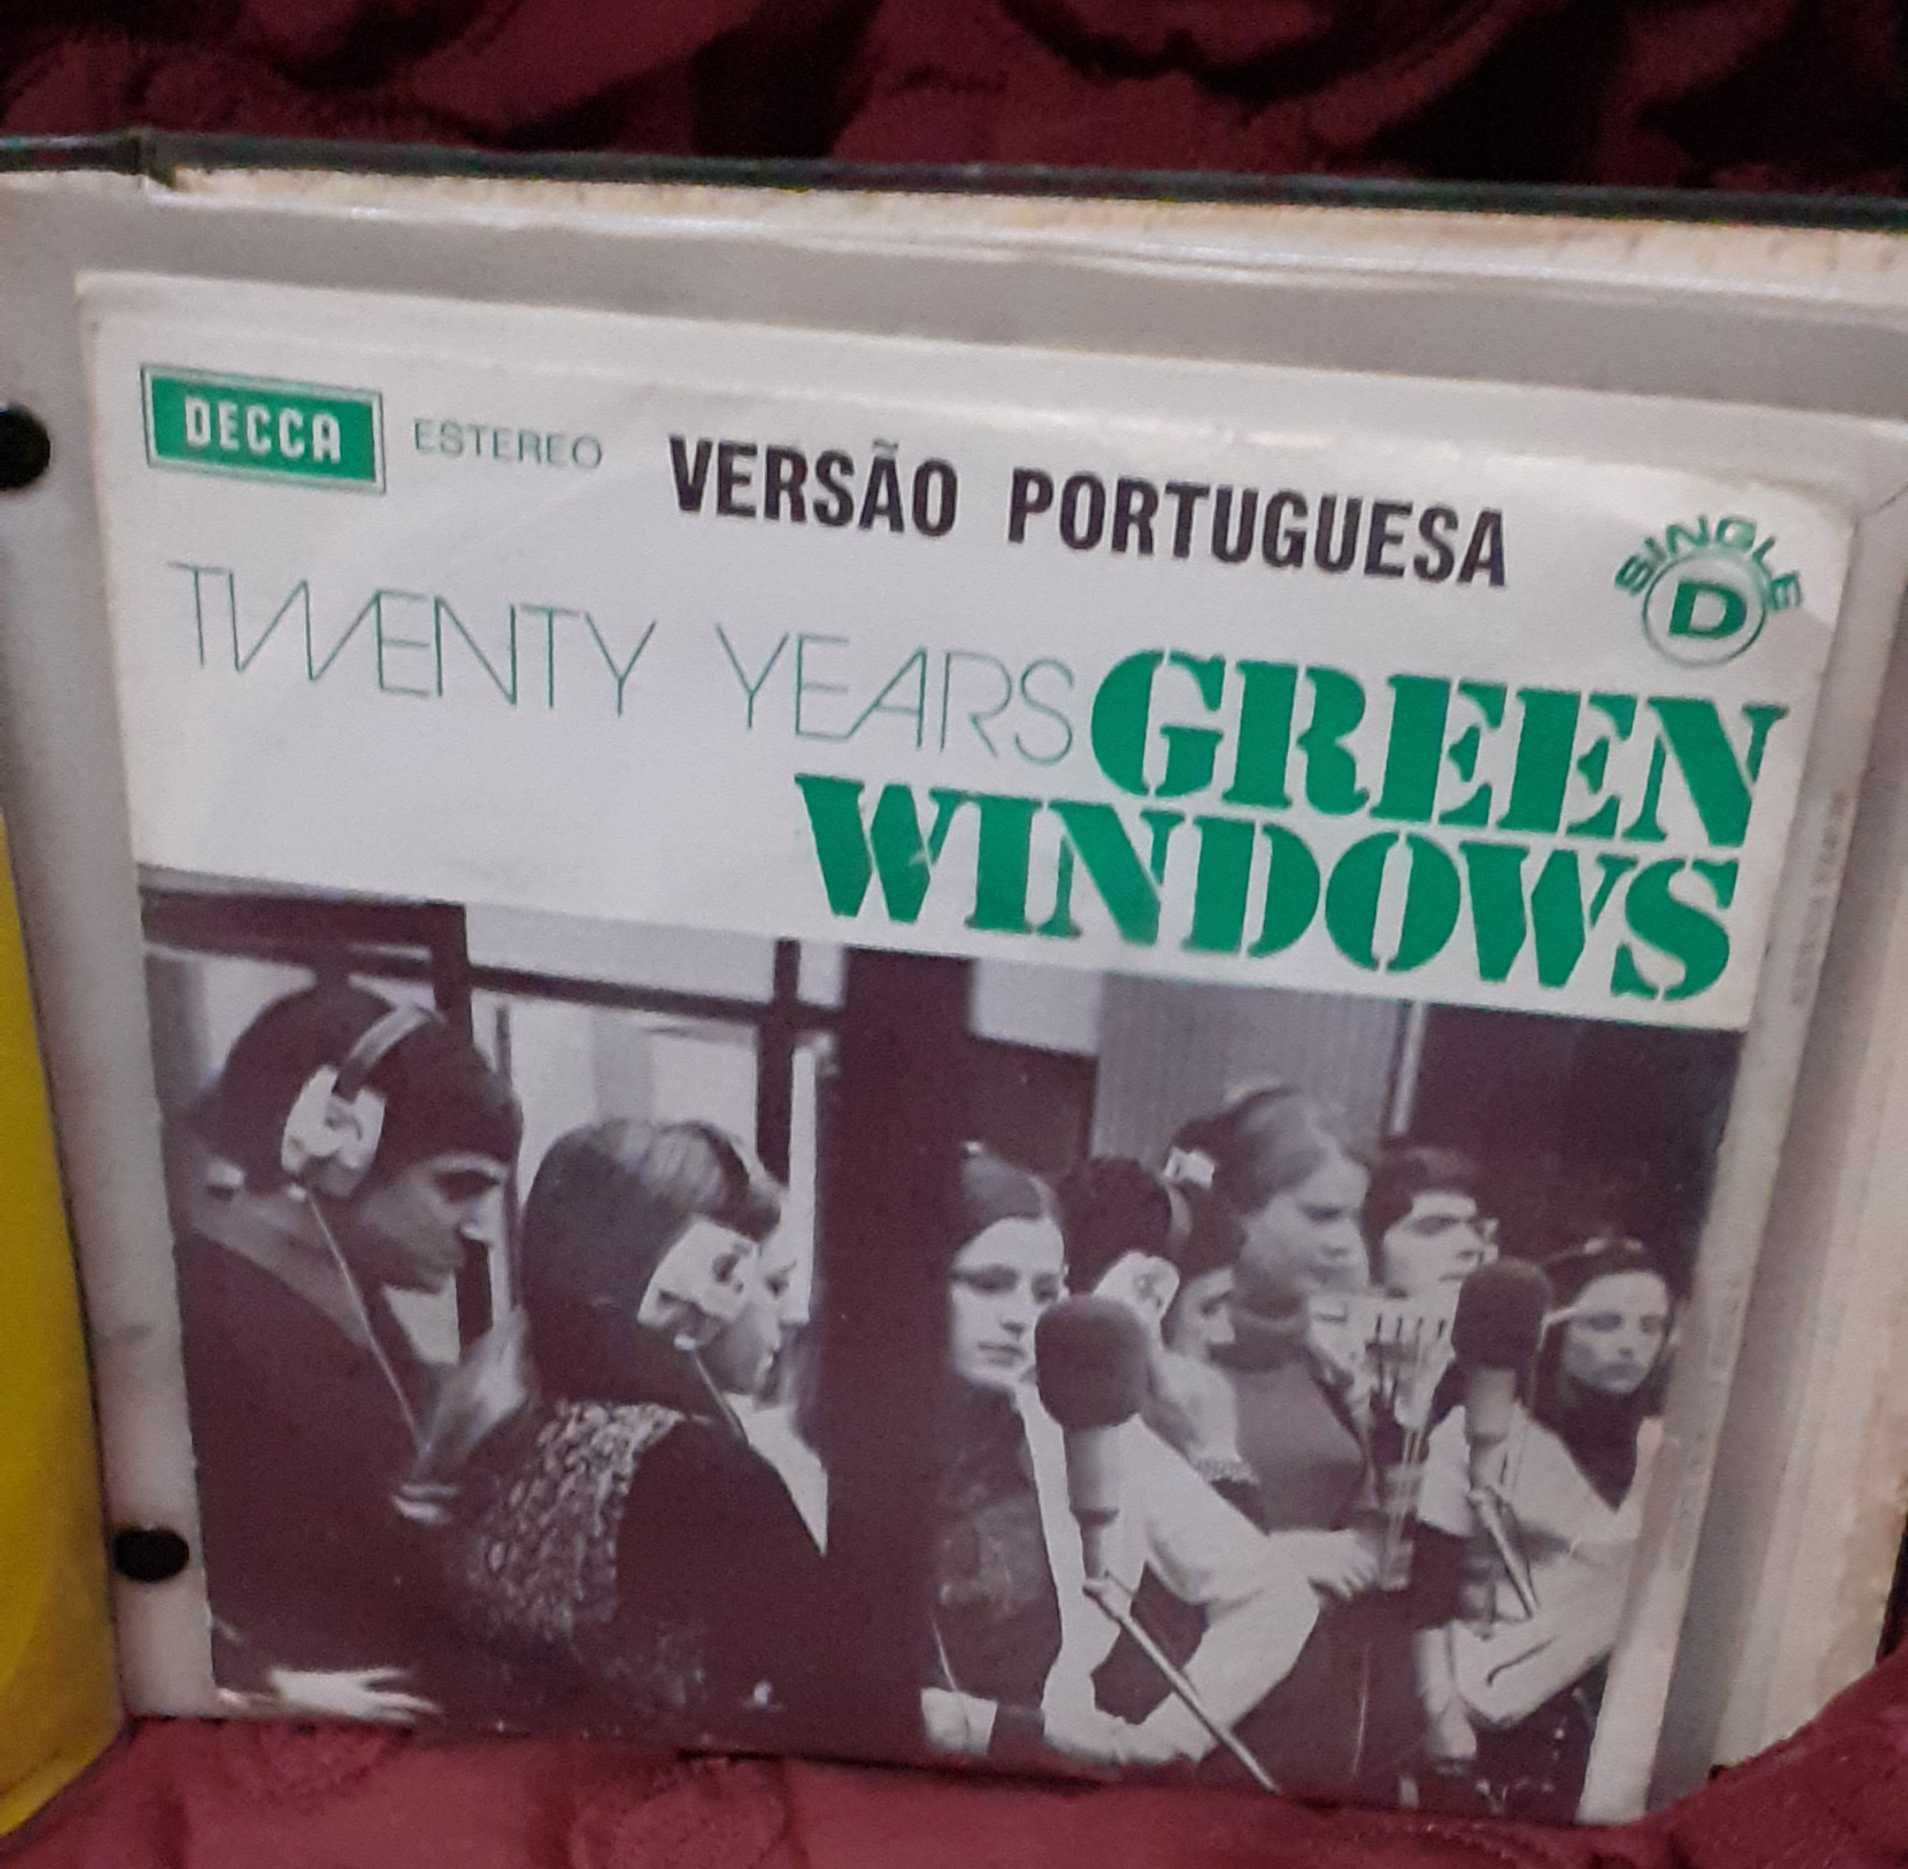 DECCA ESTEREO VERSÃO PORTUGUESA
SINGLE
D
TWENTY YEARS GREEN
WINDOWS